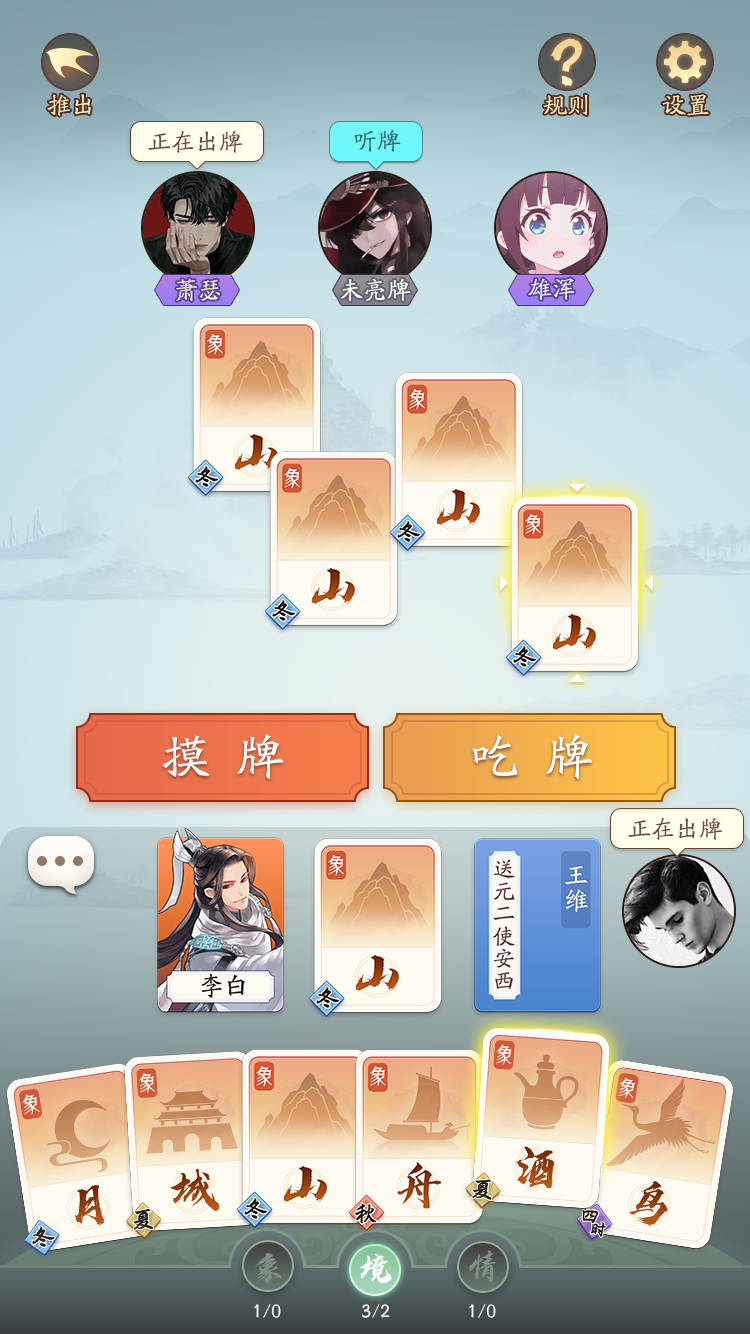 推出
规则
设置
正在出牌
听牌
萧瑟
未亮牌
雄浑
象
山
冬
象
山
冬
象
山
冬
象
山
冬
摸牌
吃牌
正在出牌
李白
象
山
冬
送元二使安西
王维
象
月
冬
象
城
夏
象
山
冬
象
舟
秋
象
酒
夏
象
鸟
四时
象
境
情
1/0
3/2
1/0